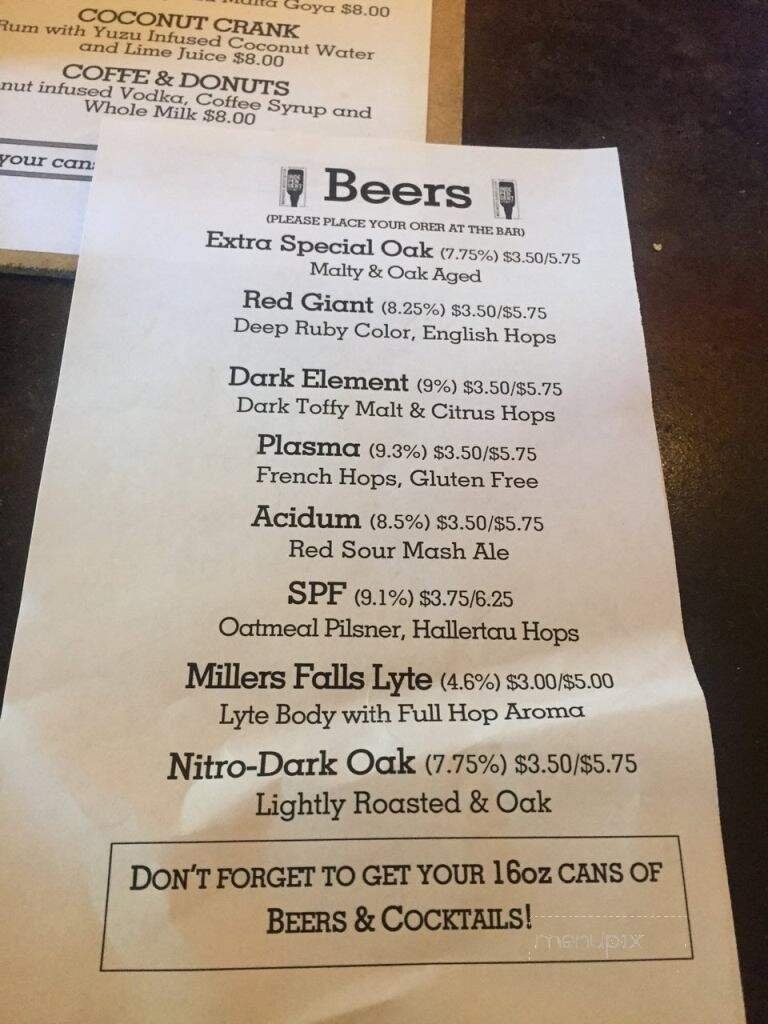 Malta Goya $8.00
COCONUT CRANK
Rum with Yuzu Infused Coconut Water
and Lime Juice $8.00
COFFE & DONUTS
nut infused Vodka, Coffee Syrup and
Whole Milk $8.00
your can
Beers
(PLEASE PLACE YOUR ORER AT THE BAR)
Extra Special Oak (7.75%) $3.50/5.75
Malty & Oak Aged
Red Giant (8.25%) $3.50/$5.75
Deep Ruby Color, English Hops
Dark Element (9%) $3.50/$5.75
Dark Toffy Malt & Citrus Hops
Plasma (9.3%) $3.50/$5.75
French Hops, Gluten Free
Acidum (8.5%) $3.50/$5.75
Red Sour Mash Ale
SPF (9.1%) $3.75/6.25
Oatmeal Pilsner, Hallertau Hops
Millers Falls Lyte (4.6%) $3.00/$5.00
Lyte Body with Full Hop Aroma
Nitro-Dark Oak (7.75%) $3.50/$5.75
Lightly Roasted & Oak
DON'T FORGET TO GET YOUR 16OZ CANS OF
BEERS & COCKTAILS!
menupix